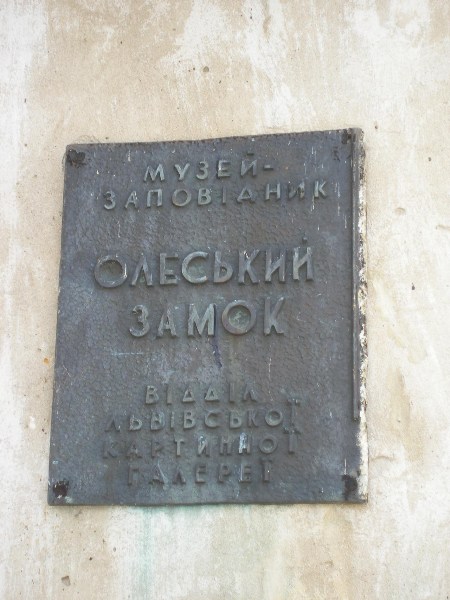 МУЗЕЙ-
ЗАПОВІДНИК
ОЛЕСЬКИЙ
ЗАМОК
ВІДДІЛ
ЛЬВІВСЬКОЇ
КАРТИННОЇ
ГАЛЕРЕЇ